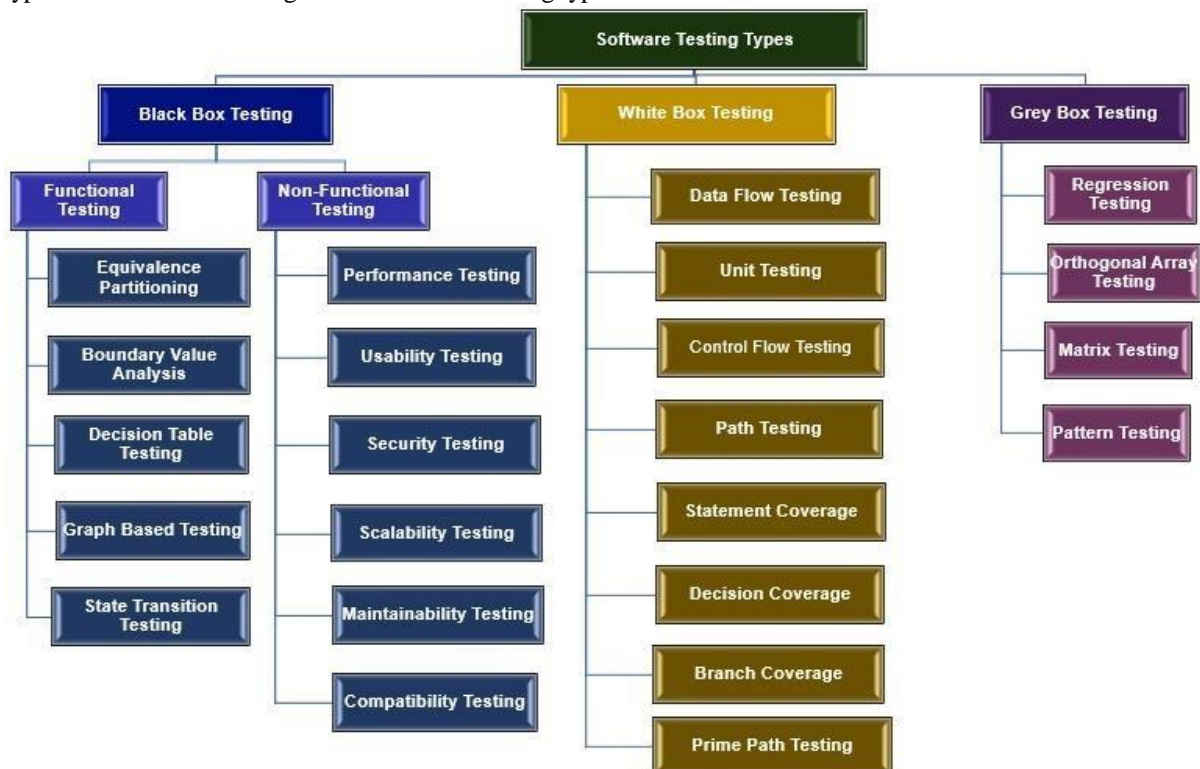 Software Testing Types
Black Box Testing
White Box Testing
Grey Box Testing
Functional
Testing
Non-Functional
Testing
Equivalence
Partitioning
Boundary Value
Analysis
Decision Table
Testing
Graph Based Testing
State Transition
Testing
Performance Testing
Usability Testing
Security Testing
Scalability Testing
Maintainability Testing
Compatibility Testing
Data Flow Testing
Unit Testing
Control Flow Testing
Path Testing
Statement Coverage
Decision Coverage
Branch Coverage
Prime Path Testing
Regression
Testing
Orthogonal Array
Testing
Matrix Testing
Pattern Testing